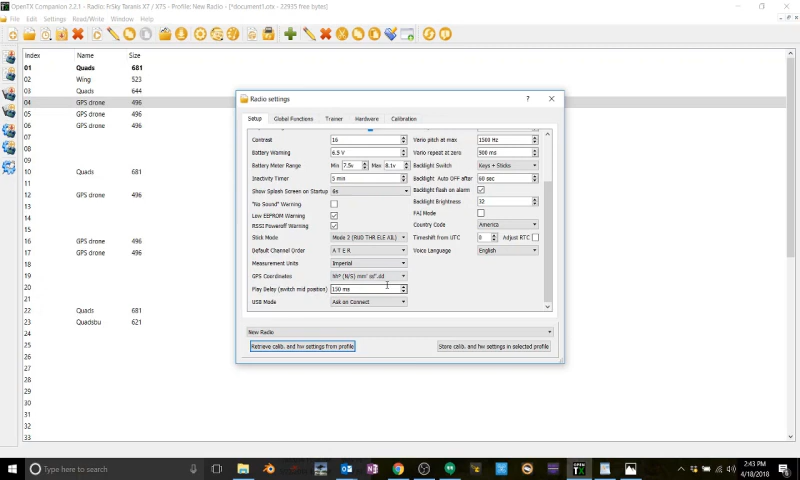 OpenTX Companion 2.2.1 - Radio: FrSky Taranis X7 / X7S - Profile: New Radio - [*document1.otx - 32935 free bytes]
File Edit Settings Read/Write Window Help
Index Name Size
01 Quads 681
02 Wing 523
03 Quads 644
04 GPS drone 496
05 GPS drone 496
06 GPS drone 496
07
08
09
10 Quads 681
11
12 GPS drone 496
13
14
15
16 GPS drone 496
17 GPS drone 496
18
19
20
21
22 Quads 681
23 Quadsbu 621
24
25
26
27
28
29
30
31
32
33
Radio settings
Setup Global Functions Trainer Hardware Calibration
Contrast 10 Vario pitch at max 1500 Hz
Battery Warning 6.5 V Vario repeat at zero 500 ms
Battery Motor Range Min 7.5v Max 8.1v Backlight Switch Keys + Sticks
Inactivity Timer 5 min Backlight Auto OFF after 60 sec
Show Splash Screen on Startup Backlight flash on alarm
"No Sound" Warning Backlight Brightness 32
Low EEPROM Warning FAI Mode
RSSI Poweroff Warning Country Code America
Stick Mode Mode 2 (RUD THR ELE AIL) Timeshift from UTC 0 Adjust RTC
Default Channel Order A T E R Voice Language English
Measurement Units Imperial
GPS Coordinates
Play Delay (switch mid position) 150 ms
USB Mode Ask on Connect
New Radio
Retrieve calib. and hw settings from profile Store calib. and hw settings in selected profile
Type here to search
2:43 PM
4/18/2018